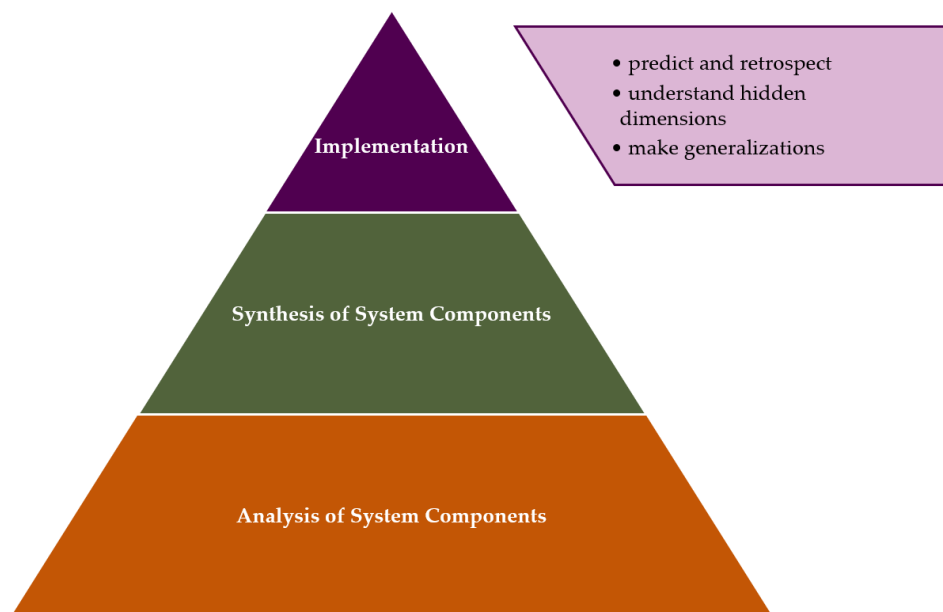 Implementation
• predict and retrospect
• understand hidden
dimensions
• make generalizations
Synthesis of System Components
Analysis of System Components